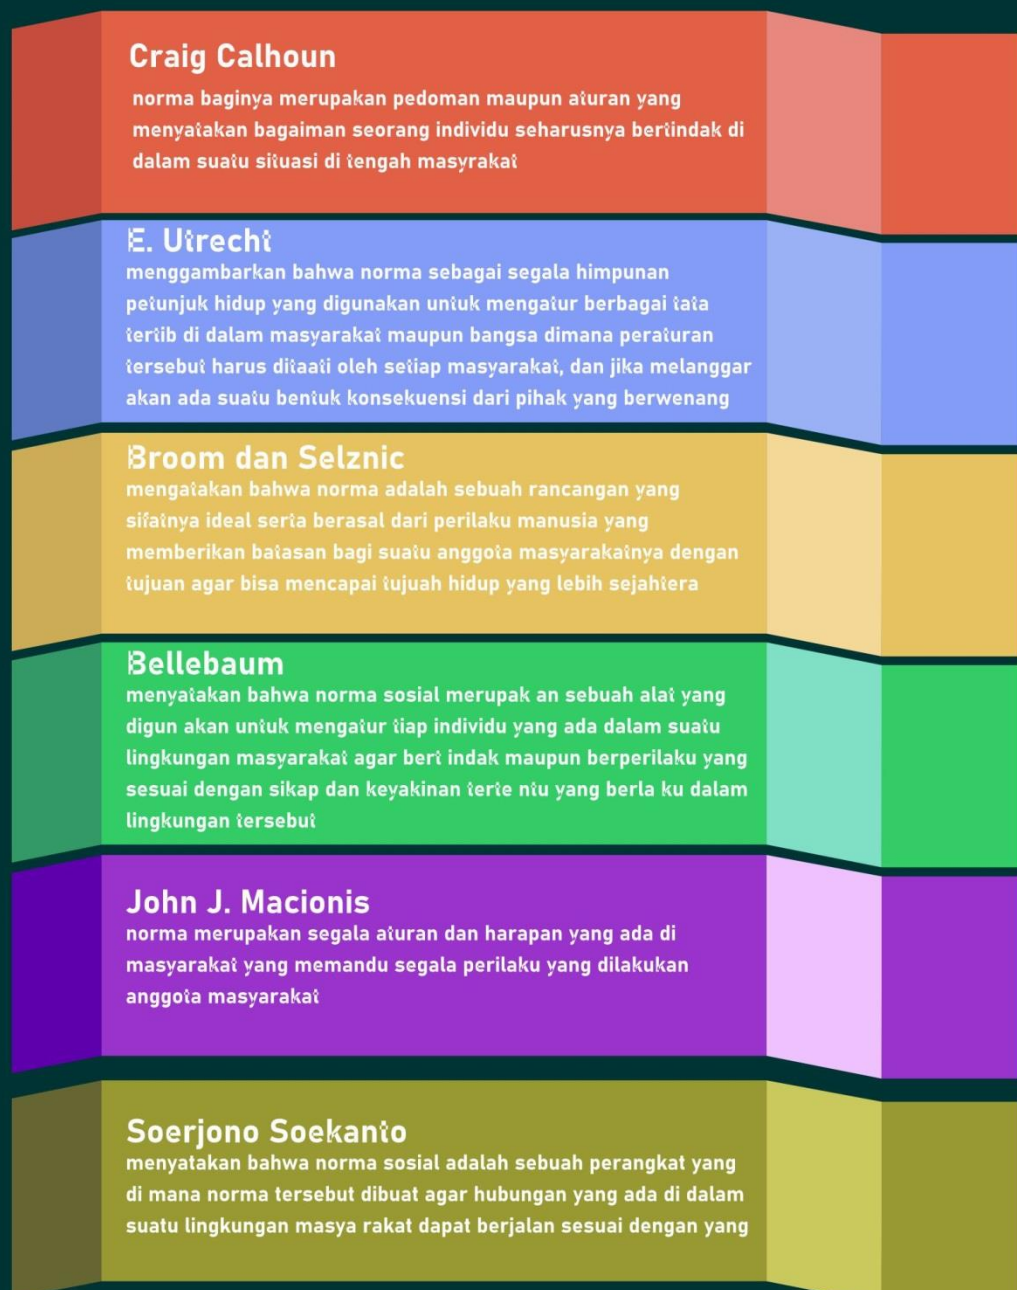 Craig Calhoun
norma baginya merupakan pedoman maupun aturan yang
menyatakan bagaiman seorang individu seharusnya bertindak di
dalam suatu situasi di tengah masyrakat
E. Utrecht
menggambarkan bahwa norma sebagai segala himpunan
petunjuk hidup yang digunakan untuk mengatur berbagai tata
tertib di dalam masyarakat maupun bangsa dimana peraturan
tersebut harus ditaati oleh setiap masyarakat, dan jika melanggar
akan ada suatu bentuk konsekuensi dari pihak yang berwenang
Broom dan Selznic
mengatakan bahwa norma adalah sebuah rancangan yang
sifatnya ideal serta berasal dari perilaku manusia yang
memberikan batasan bagi suatu anggota masyarakatnya dengan
tujuan agar bisa mencapai tujuah hidup yang lebih sejahtera
Bellebaum
menyatakan bahwa norma sosial merupak an sebuah alat yang
digun akan untuk mengatur tiap individu yang ada dalam suatu
lingkungan masyarakat agar bert indak maupun berperilaku yang
sesuai dengan sikap dan keyakinan terte ntu yang berla ku dalam
lingkungan tersebut
John J. Macionis
norma merupakan segala aturan dan harapan yang ada di
masyarakat yang memandu segala perilaku yang dilakukan
anggota masyarakat
Soerjono Soekanto
menyatakan bahwa norma sosial adalah sebuah perangkat yang
di mana norma tersebut dibuat agar hubungan yang ada di dalam
suatu lingkungan masya rakat dapat berjalan sesuai dengan yang